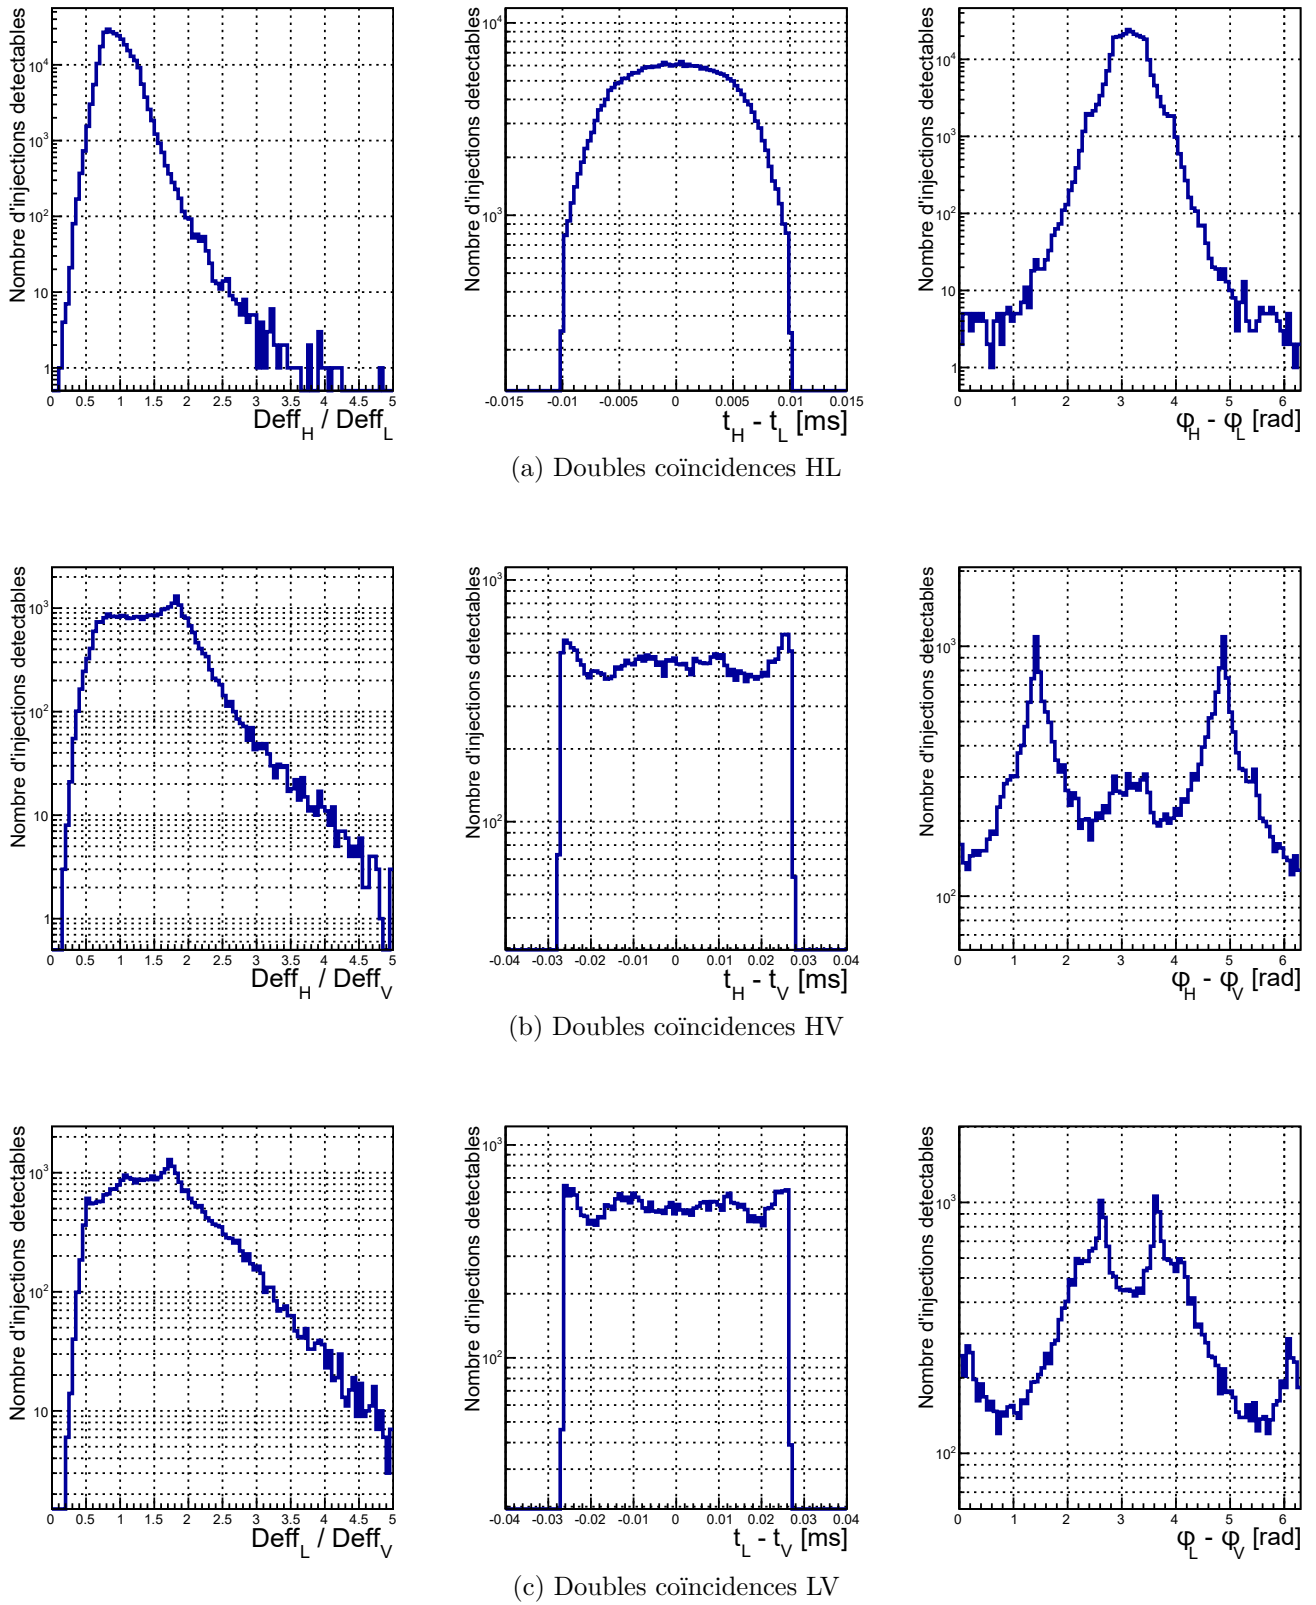 Nombre d'injections detectables
10⁴
10³
10²
10
1
0 0.5 1 1.5 2 2.5 3 3.5 4 4.5 5
Deff_H / Deff_L
Nombre d'injections detectables
10⁴
10³
-0.015 -0.01 -0.005 0 0.005 0.01 0.015
t_H - t_L [ms]
Nombre d'injections detectables
10⁴
10³
10²
10
1
0 1 2 3 4 5 6
φ_H - φ_L [rad]
(a) Doubles coïncidences HL
Nombre d'injections detectables
10³
10²
10
1
0 0.5 1 1.5 2 2.5 3 3.5 4 4.5 5
Deff_H / Deff_V
Nombre d'injections detectables
10³
10²
-0.04 -0.03 -0.02 -0.01 0 0.01 0.02 0.03 0.04
t_H - t_V [ms]
Nombre d'injections detectables
10³
10²
0 1 2 3 4 5 6
φ_H - φ_V [rad]
(b) Doubles coïncidences HV
Nombre d'injections detectables
10³
10²
10
0 0.5 1 1.5 2 2.5 3 3.5 4 4.5 5
Deff_L / Deff_V
Nombre d'injections detectables
10³
10²
-0.04 -0.03 -0.02 -0.01 0 0.01 0.02 0.03 0.04
t_L - t_V [ms]
Nombre d'injections detectables
10³
10²
0 1 2 3 4 5 6
φ_L - φ_V [rad]
(c) Doubles coïncidences LV